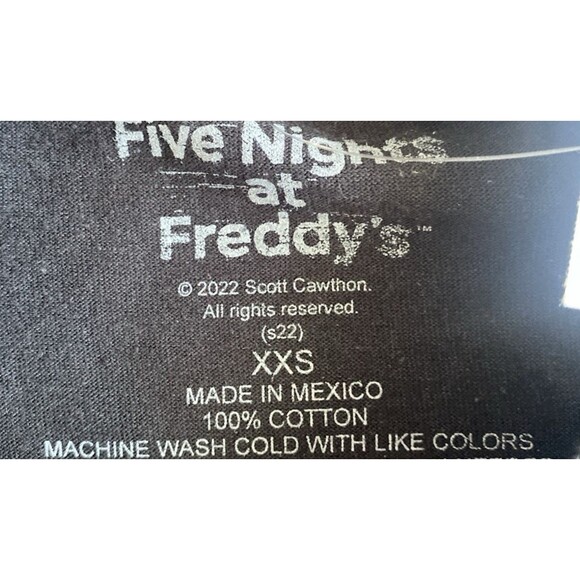 Five Nights
at
Freddy's™
© 2022 Scott Cawthon.
All rights reserved.
(s22)
XXS
MADE IN MEXICO
100% COTTON
MACHINE WASH COLD WITH LIKE COLORS